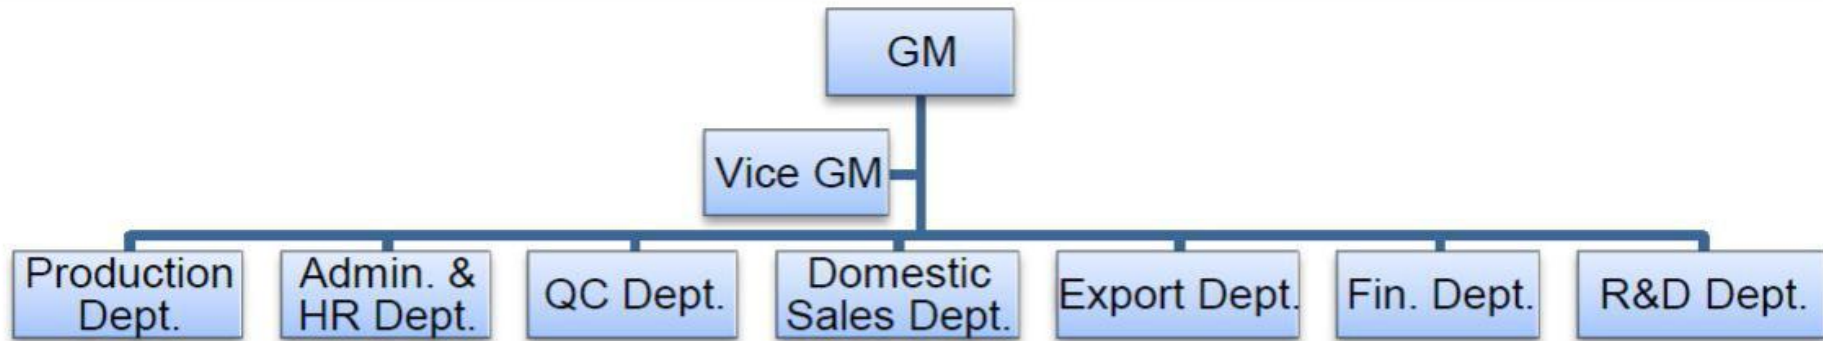 GM
Vice GM
Production
Dept.
Admin. &
HR Dept.
QC Dept.
Domestic
Sales Dept.
Export Dept.
Fin. Dept.
R&D Dept.